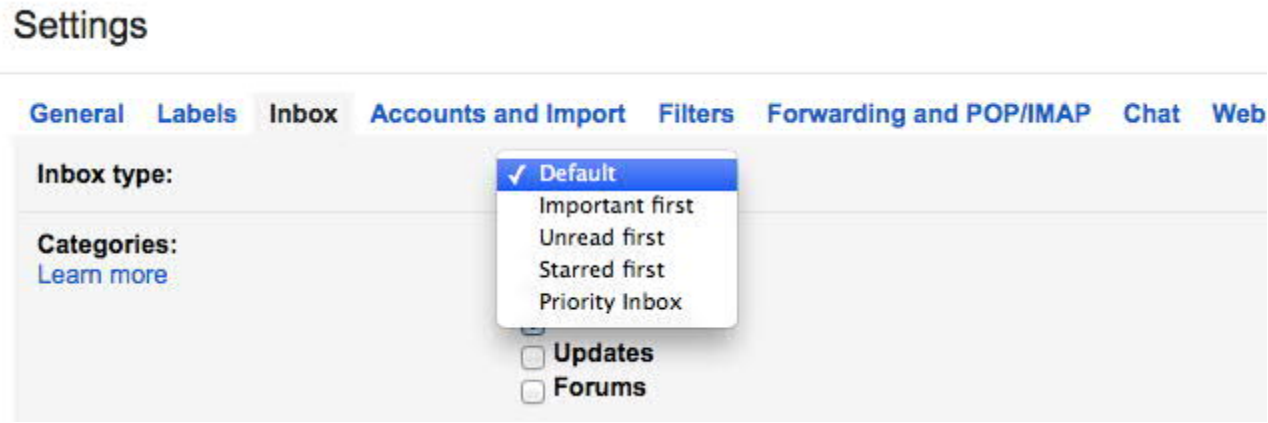 Settings
General Labels Inbox Accounts and Import Filters Forwarding and POP/IMAP Chat Web
Inbox type:
✓ Default
Important first
Unread first
Starred first
Priority Inbox
Categories:
Learn more
Updates
Forums